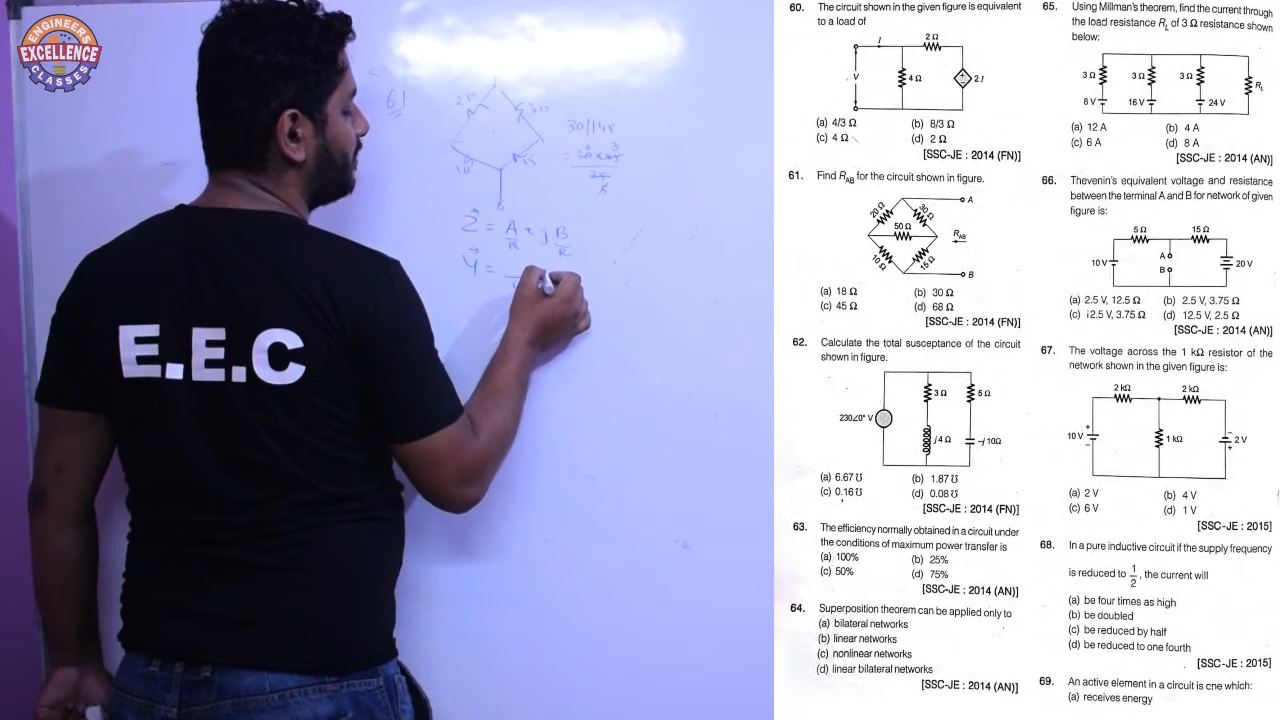 ENGINEERS
EXCELLENCE
CLASSES
E.E.C
61
30||45
Z = A + jB
Y =
60. The circuit shown in the given figure is equivalent
to a load of
I
2 Ω
V
4 Ω
2 I
(a) 4/3 Ω (b) 8/3 Ω
(c) 4 Ω (d) 2 Ω
[SSC-JE : 2014 (FN)]
61. Find RAB for the circuit shown in figure.
A
20 Ω
30 Ω
50 Ω
RAB
10 Ω
15 Ω
B
(a) 18 Ω (b) 30 Ω
(c) 45 Ω (d) 68 Ω
[SSC-JE : 2014 (FN)]
62. Calculate the total susceptance of the circuit
shown in figure.
3 Ω
5 Ω
230∠0° V
j 4 Ω
–j 10Ω
(a) 6.67 ℧ (b) 1.87 ℧
(c) 0.16 ℧ (d) 0.08 ℧
[SSC-JE : 2014 (FN)]
63. The efficiency normally obtained in a circuit under
the conditions of maximum power transfer is
(a) 100% (b) 25%
(c) 50% (d) 75%
[SSC-JE : 2014 (AN)]
64. Superposition theorem can be applied only to
(a) bilateral networks
(b) linear networks
(c) nonlinear networks
(d) linear bilateral networks
[SSC-JE : 2014 (AN)]
65. Using Millman's theorem, find the current through
the load resistance RL of 3 Ω resistance shown
below:
3 Ω
3 Ω
3 Ω
RL
8 V
16 V
24 V
(a) 12 A (b) 4 A
(c) 6 A (d) 8 A
[SSC-JE : 2014 (AN)]
66. Thevenin's equivalent voltage and resistance
between the terminal A and B for network of given
figure is:
5 Ω
15 Ω
A
10 V
B
20 V
(a) 2.5 V, 12.5 Ω (b) 2.5 V, 3.75 Ω
(c) 12.5 V, 3.75 Ω (d) 12.5 V, 2.5 Ω
[SSC-JE : 2014 (AN)]
67. The voltage across the 1 kΩ resistor of the
network shown in the given figure is:
2 kΩ
2 kΩ
10 V
1 kΩ
2 V
(a) 2 V (b) 4 V
(c) 6 V (d) 1 V
[SSC-JE : 2015]
68. In a pure inductive circuit if the supply frequency
is reduced to 1/2, the current will
(a) be four times as high
(b) be doubled
(c) be reduced by half
(d) be reduced to one fourth
[SSC-JE : 2015]
69. An active element in a circuit is one which:
(a) receives energy